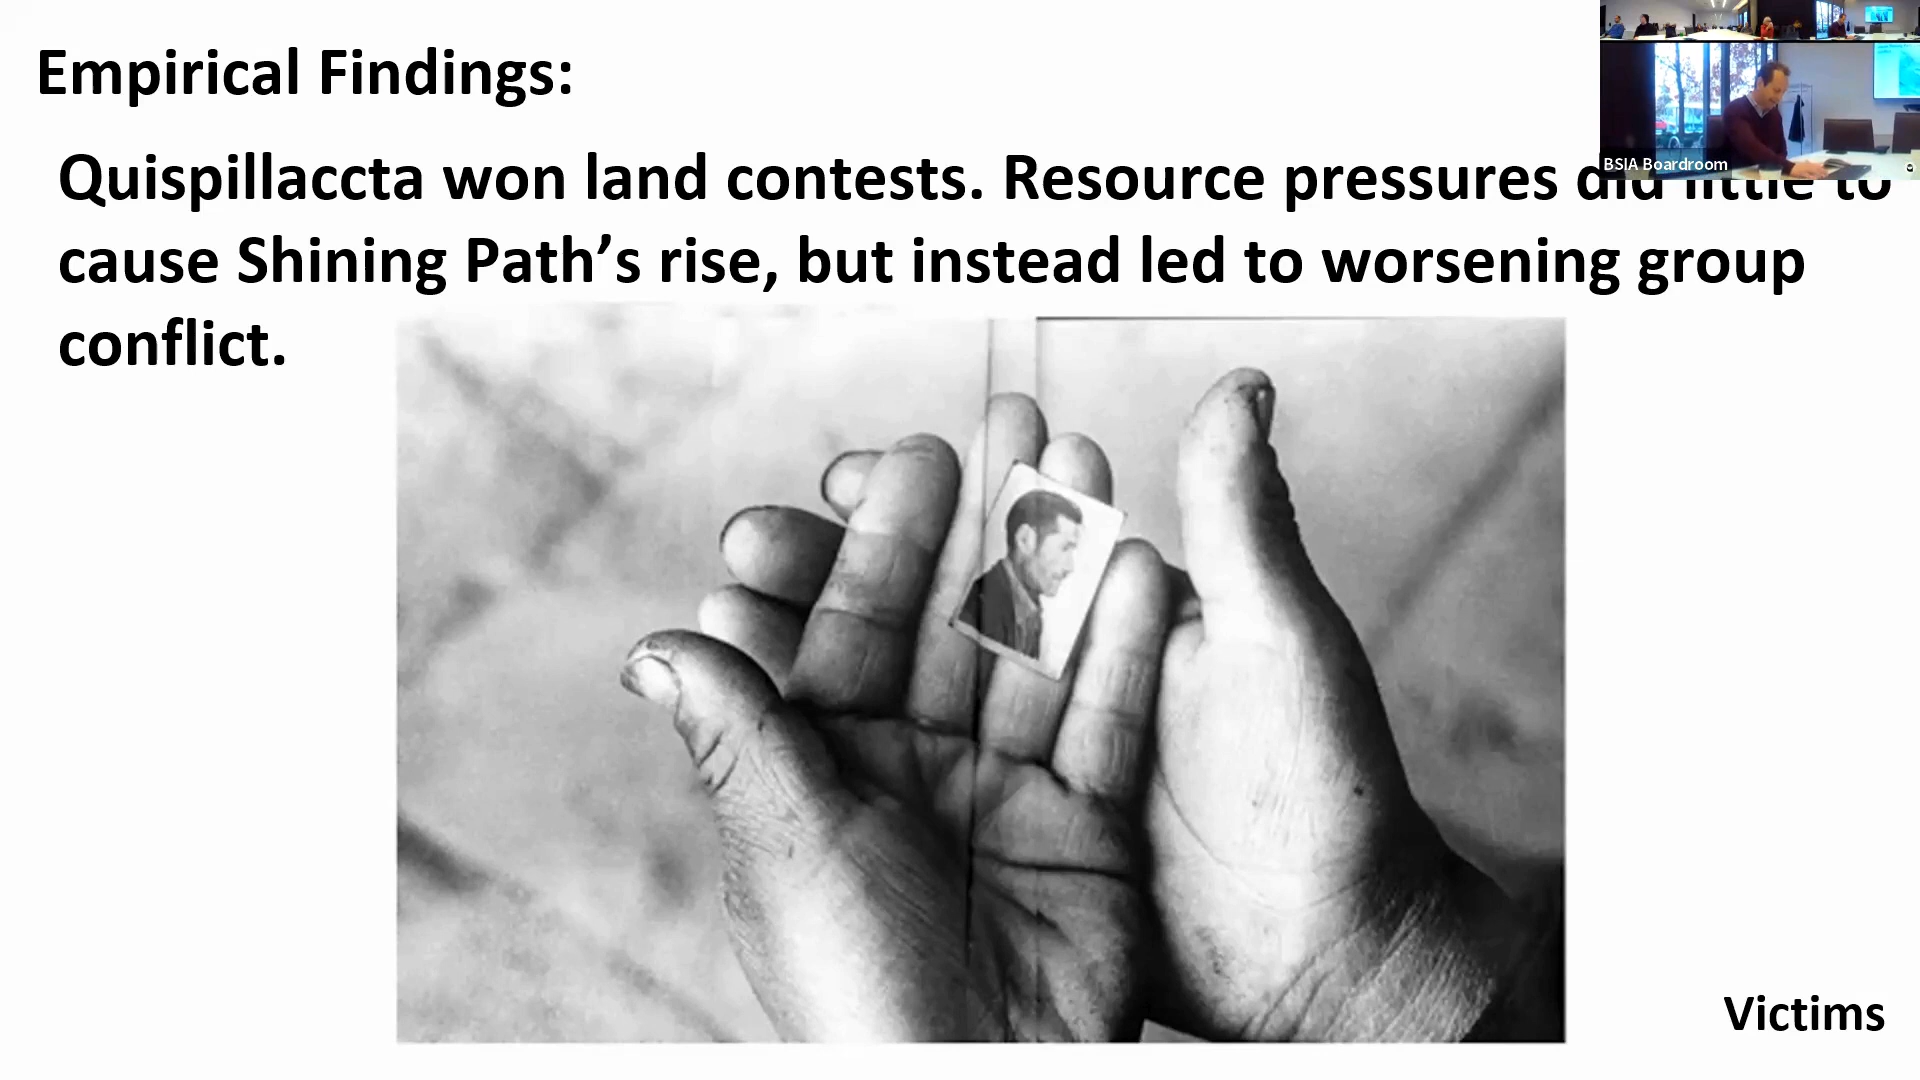 Empirical Findings:
Quispillaccta won land contests. Resource pressures did little to
cause Shining Path’s rise, but instead led to worsening group
conflict.
BSIA Boardroom
Victims